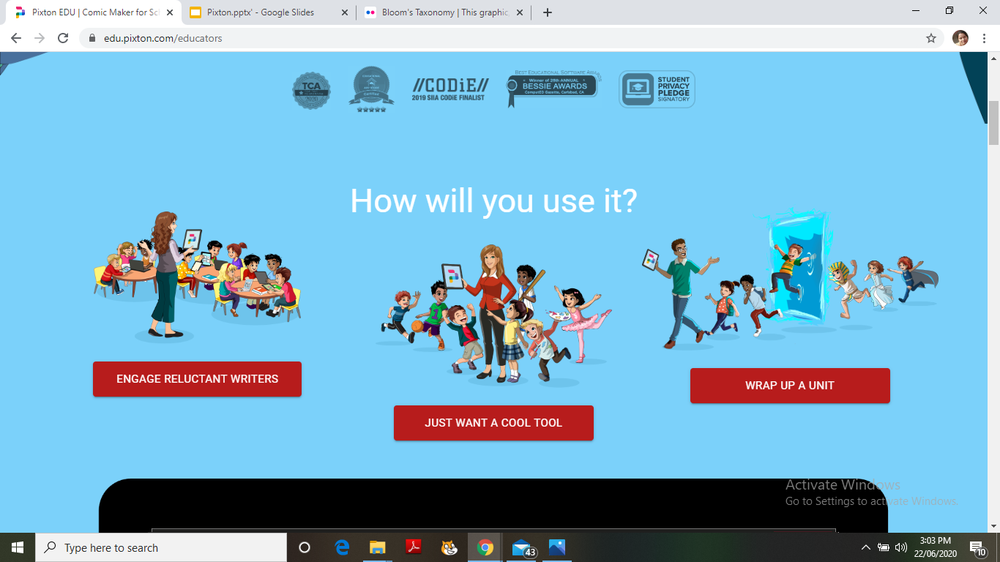 Pixton EDU | Comic Maker for Sch
Pixton.pptx' - Google Slides
Bloom's Taxonomy | This graphic,
edu.pixton.com/educators
TCA
2020
Certified
//CODiE//
2019 SIIA CODiE FINALIST
BEST EDUCATIONAL SOFTWARE AWARDS
Winner of 25th ANNUAL
BESSIE AWARDS
ComputED Gazette, Carlsbad, CA
STUDENT
PRIVACY
PLEDGE
SIGNATORY
How will you use it?
1
ENGAGE RELUCTANT WRITERS
JUST WANT A COOL TOOL
WRAP UP A UNIT
Activate Windows
Go to Settings to activate Windows.
Type here to search
43
3:03 PM
22/06/2020
10